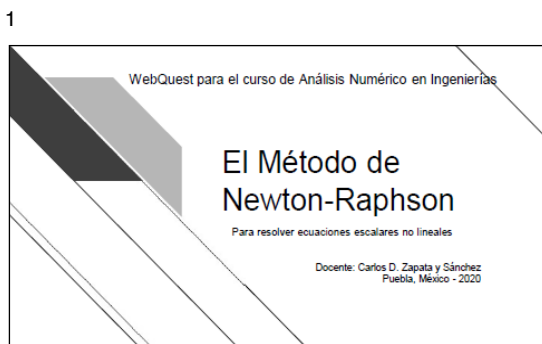 1
WebQuest para el curso de Análisis Numérico en Ingenierías
El Método de
Newton-Raphson
Para resolver ecuaciones escalares no lineales
Docente: Carlos D. Zapata y Sánchez
Puebla, México - 2020